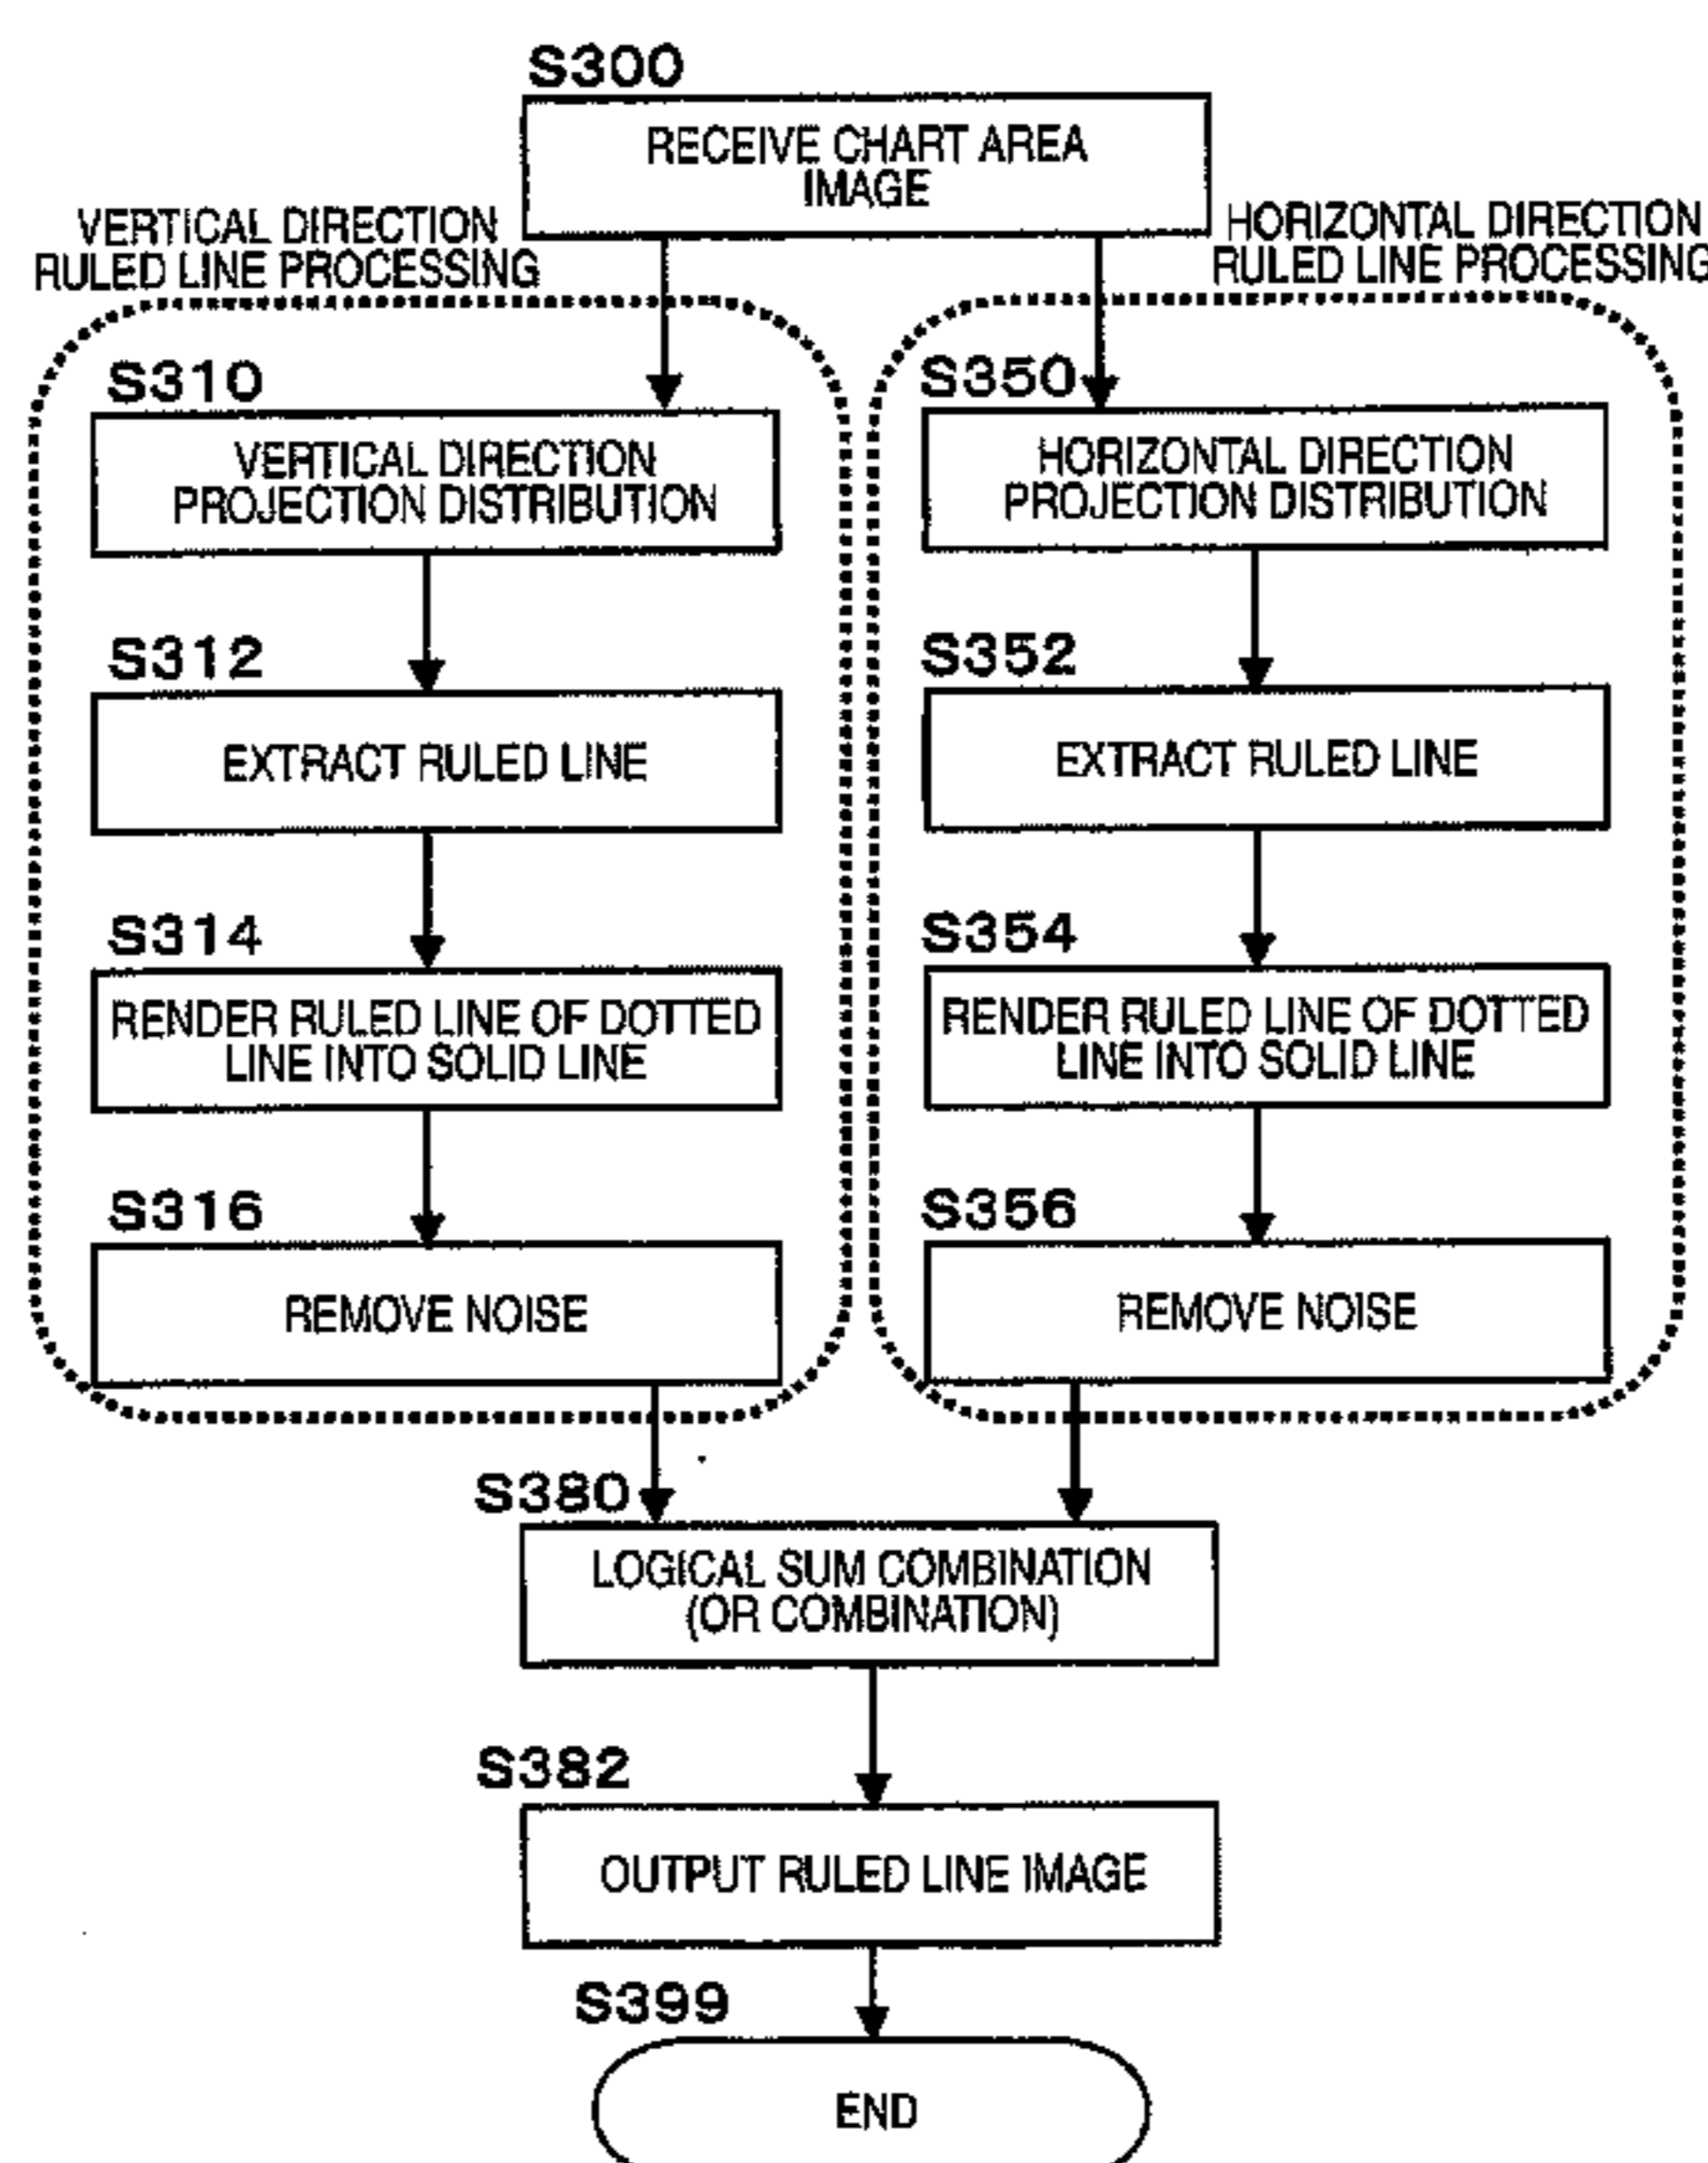 S300
RECEIVE CHART AREA
IMAGE
VERTICAL DIRECTION
RULED LINE PROCESSING
HORIZONTAL DIRECTION
RULED LINE PROCESSING
S310
VERTICAL DIRECTION
PROJECTION DISTRIBUTION
S312
EXTRACT RULED LINE
S314
RENDER RULED LINE OF DOTTED
LINE INTO SOLID LINE
S316
REMOVE NOISE
S350
HORIZONTAL DIRECTION
PROJECTION DISTRIBUTION
S352
EXTRACT RULED LINE
S354
RENDER RULED LINE OF DOTTED
LINE INTO SOLID LINE
S356
REMOVE NOISE
S380
LOGICAL SUM COMBINATION
(OR COMBINATION)
S382
OUTPUT RULED LINE IMAGE
S399
END